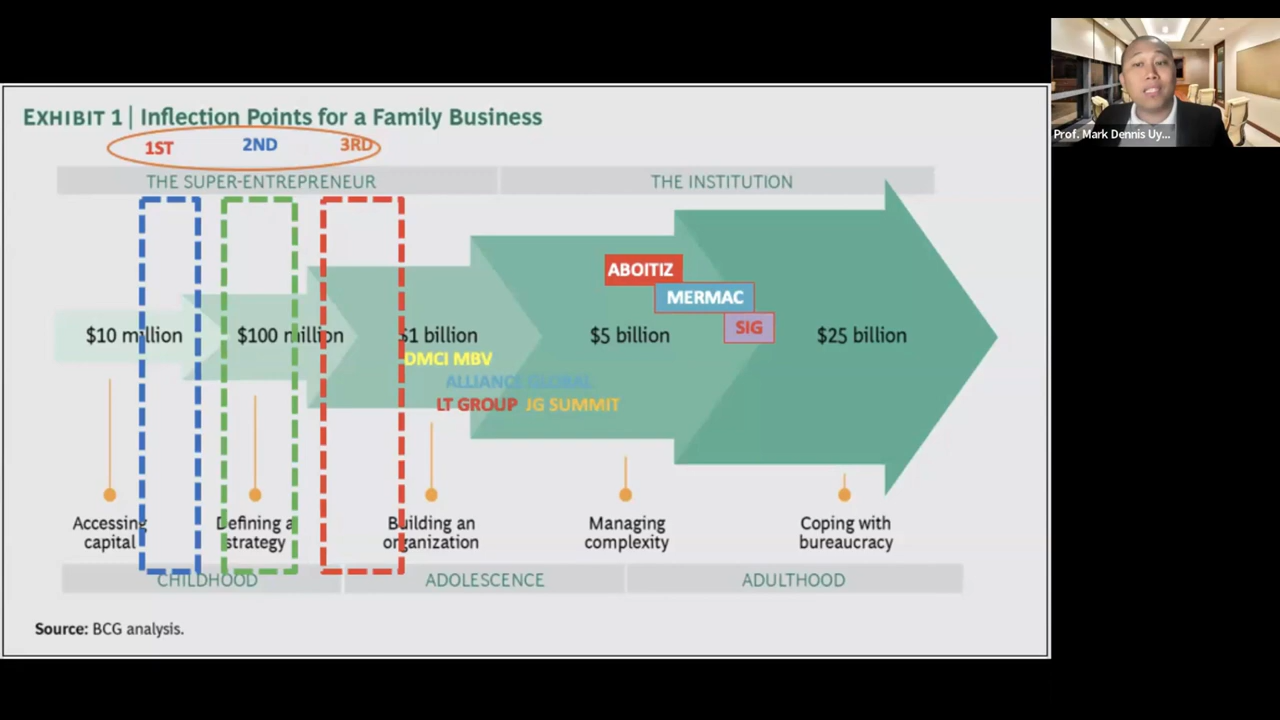 EXHIBIT 1 | Inflection Points for a Family Business
1ST 2ND 3RD
THE SUPER-ENTREPRENEUR THE INSTITUTION
ABOITIZ
MERMAC
SIG
$10 million $100 million $1 billion $5 billion $25 billion
DMCI MBV
ALLIANCE GLOBAL
LT GROUP JG SUMMIT
Accessing capital
Defining a strategy
Building an organization
Managing complexity
Coping with bureaucracy
CHILDHOOD ADOLESCENCE ADULTHOOD
Source: BCG analysis.
Prof. Mark Dennis Uy...